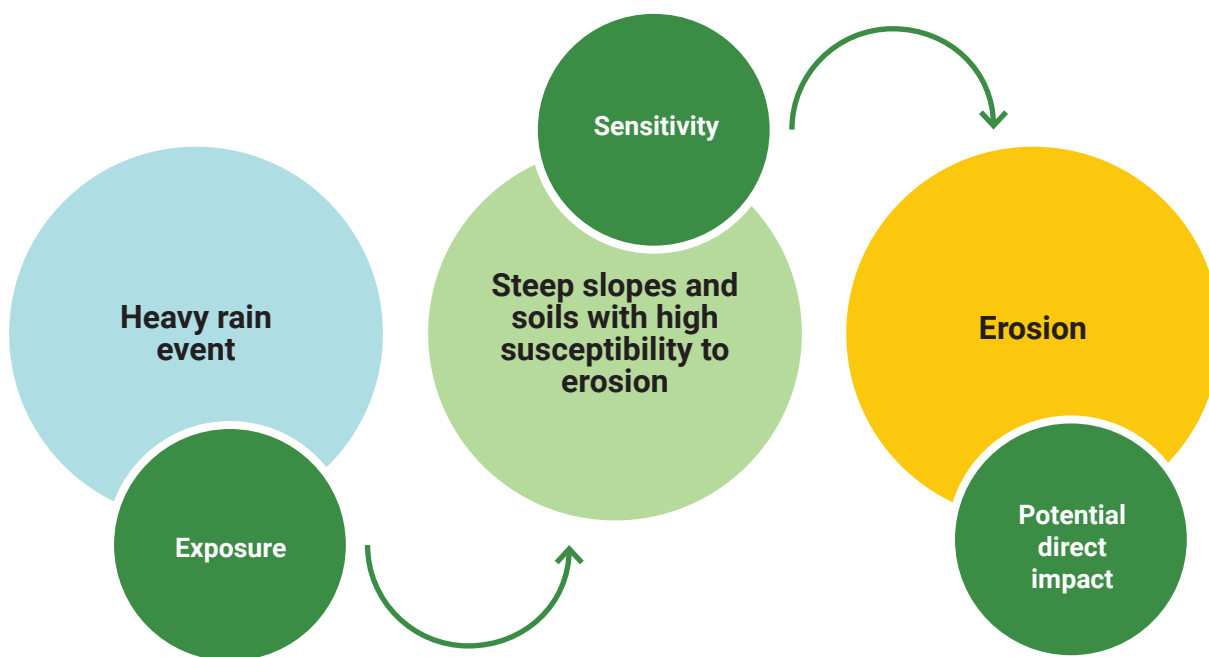 Heavy rain
event
Exposure
Sensitivity
Steep slopes and
soils with high
susceptibility to
erosion
Erosion
Potential
direct
impact